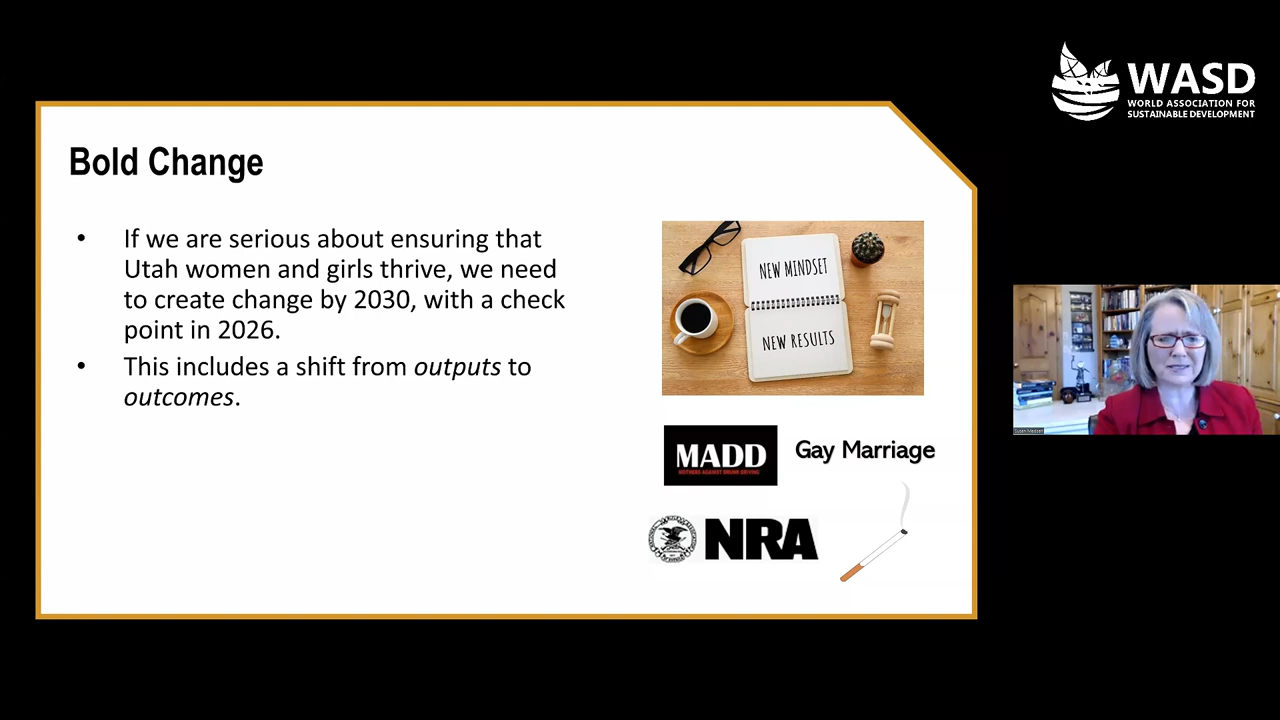 WASD
WORLD ASSOCIATION FOR
SUSTAINABLE DEVELOPMENT
Bold Change
• If we are serious about ensuring that
Utah women and girls thrive, we need
to create change by 2030, with a check
point in 2026.
• This includes a shift from outputs to
outcomes.
NEW MINDSET
NEW RESULTS
MADD
MOTHERS AGAINST DRUNK DRIVING
Gay Marriage
NRA